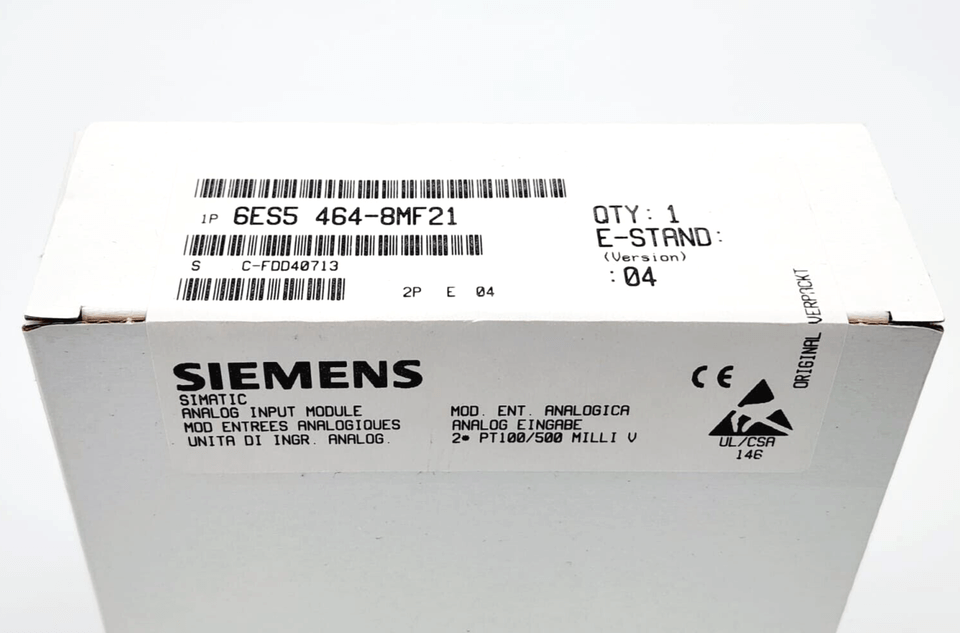 1P 6ES5 464-8MF21
S C-FDD40713
2P E 04
QTY: 1
E-STAND:
(Version)
:04
ORIGINAL VERPACKT
SIEMENS
SIMATIC
ANALOG INPUT MODULE
MOD ENTREES ANALOGIQUES
UNITA DI INGR. ANALOG.
MOD. ENT. ANALOGICA
ANALOG EINGABE
2* PT100/500 MILLI V
CE
UL/CSA
146